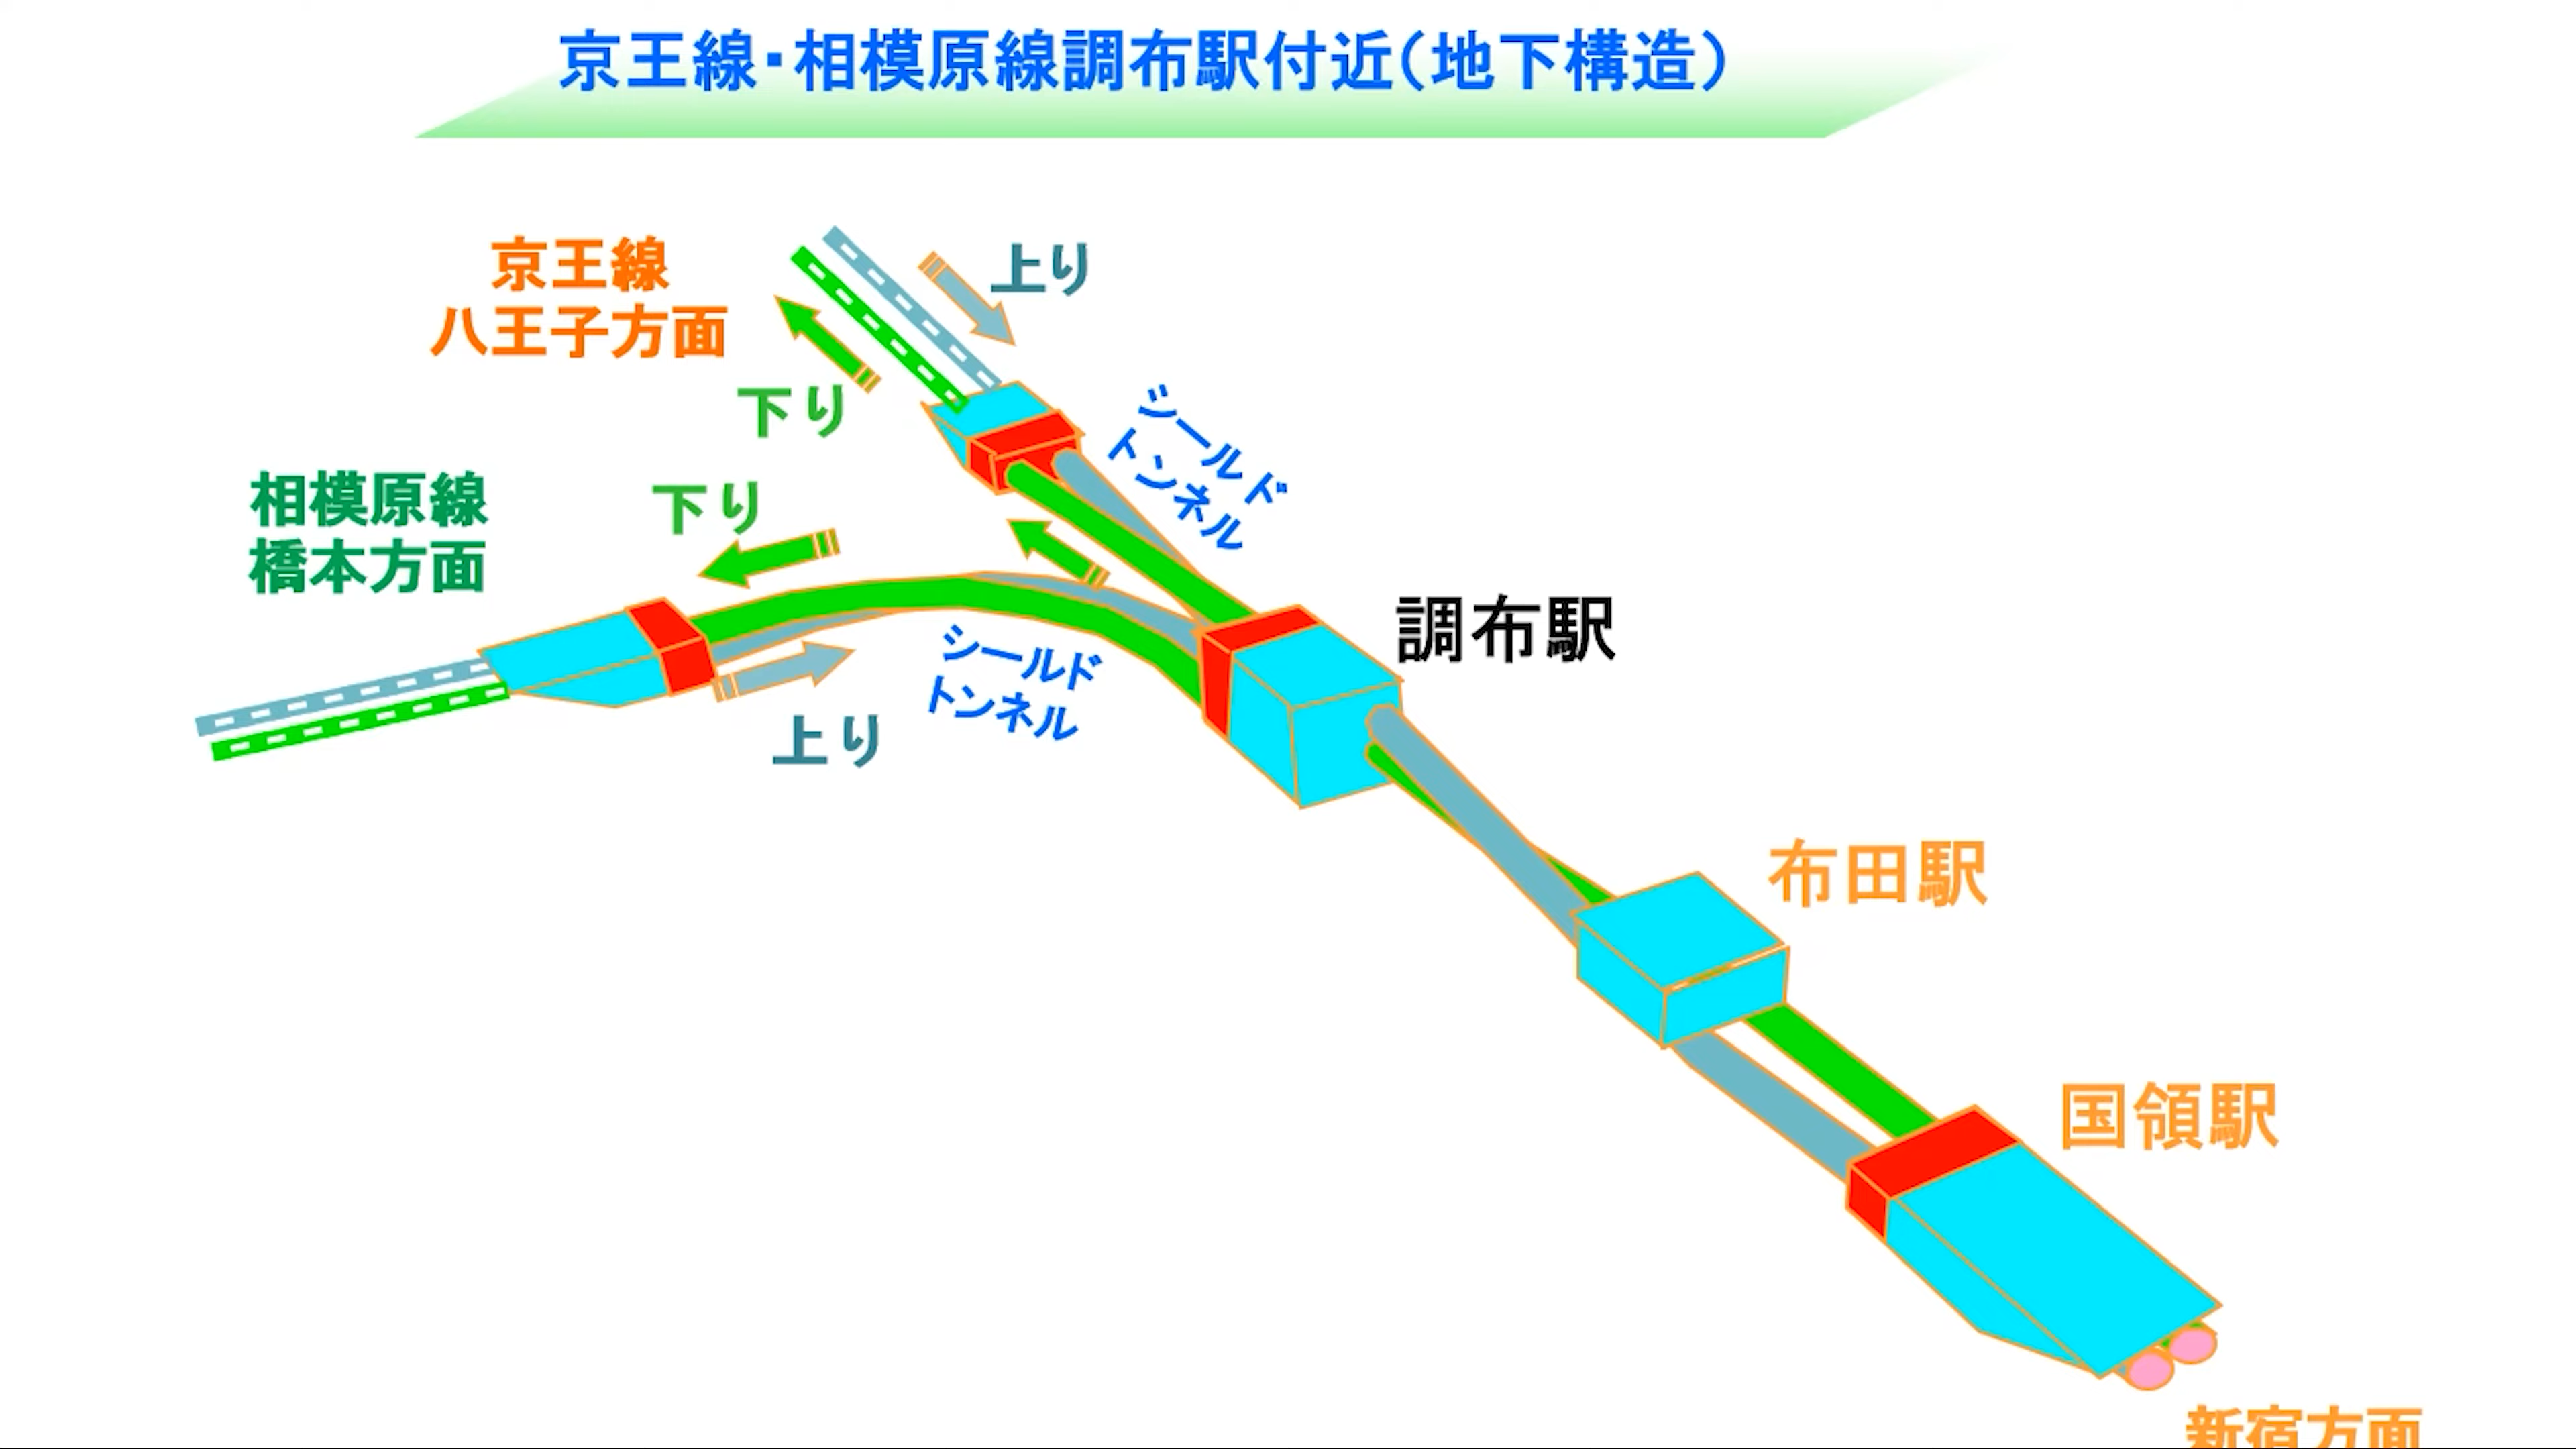 京王線・相模原線調布駅付近(地下構造)
京王線
八王子方面
上り
下り
シールド
トンネル
相模原線
橋本方面
下り
シールド
トンネル
上り
調布駅
布田駅
国領駅
新宿方面